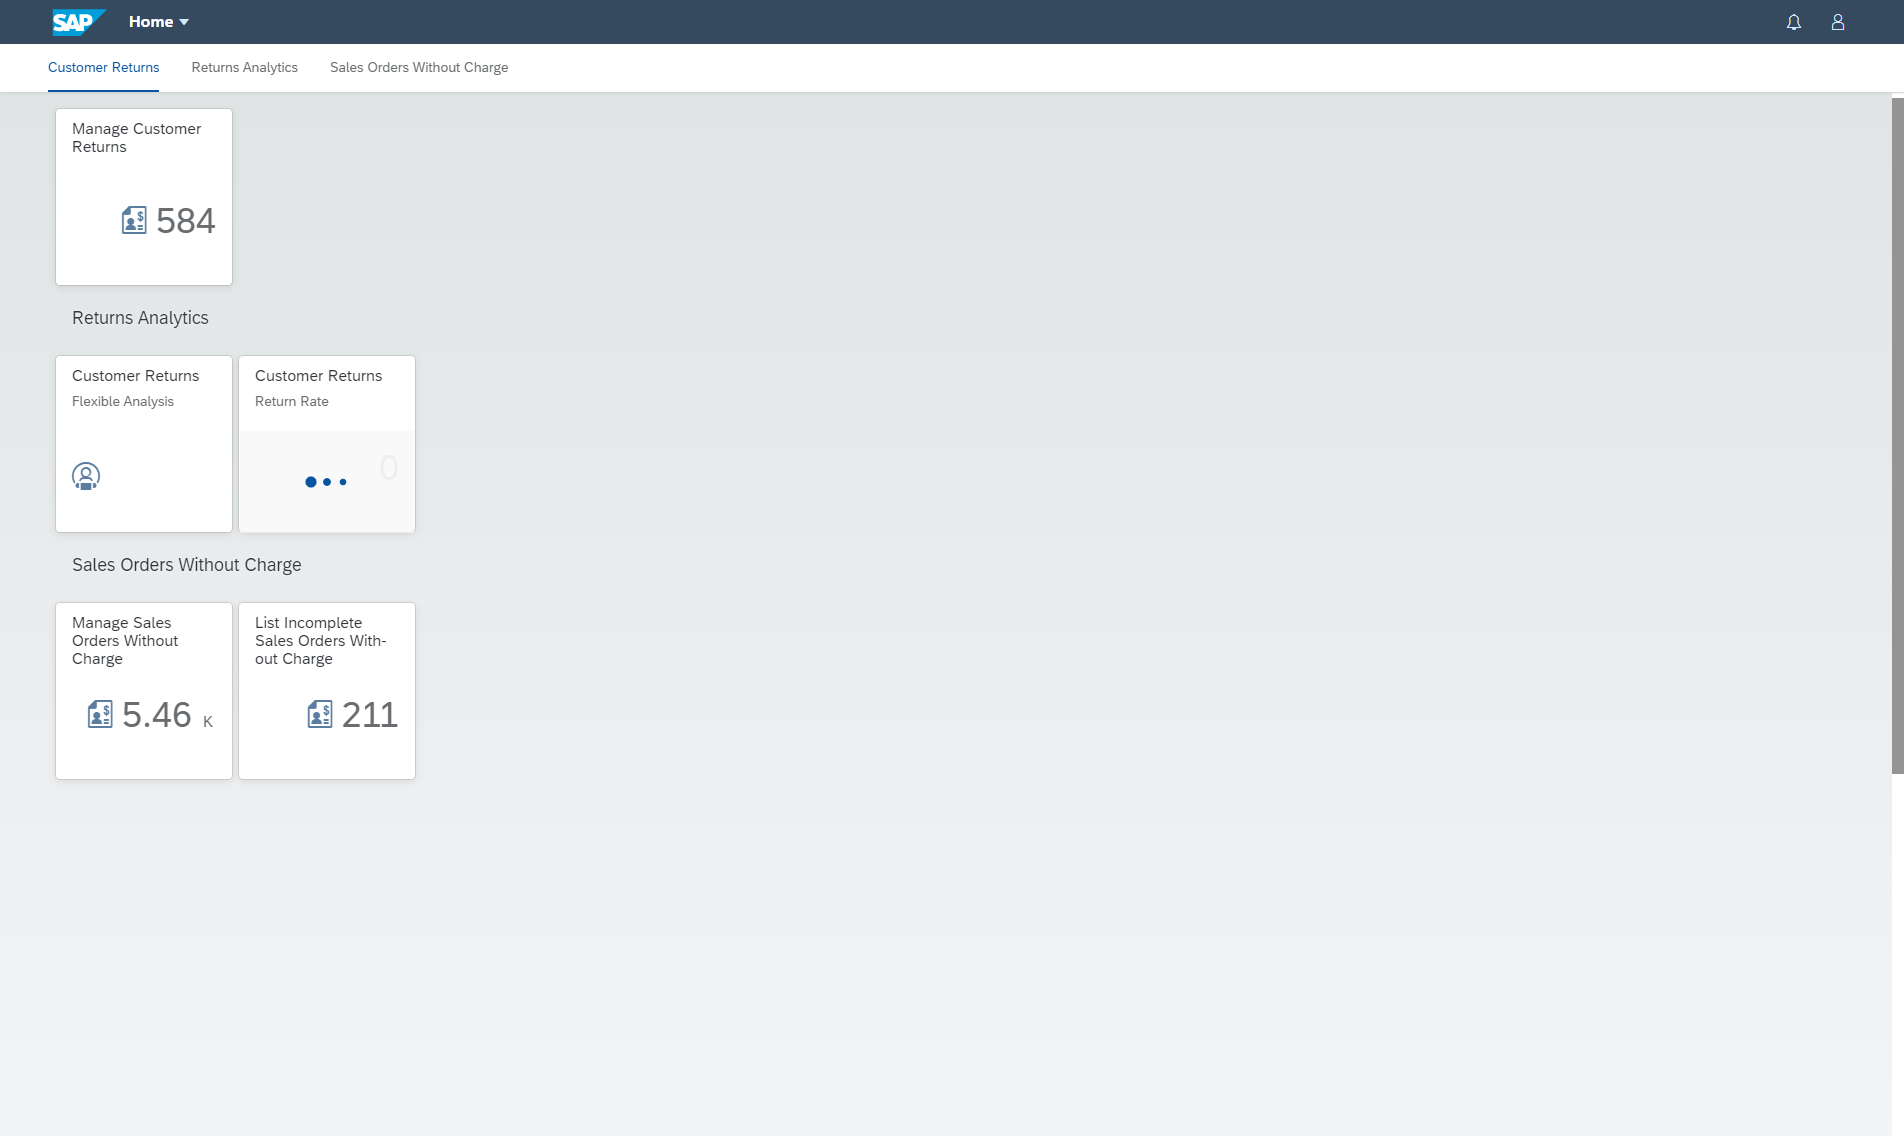 SAP Home
Customer Returns Returns Analytics Sales Orders Without Charge
Manage Customer
Returns
$ 584
Returns Analytics
Customer Returns
Flexible Analysis
Customer Returns
Return Rate
0
Sales Orders Without Charge
Manage Sales
Orders Without
Charge
$ 5.46 K
List Incomplete
Sales Orders With-
out Charge
$ 211